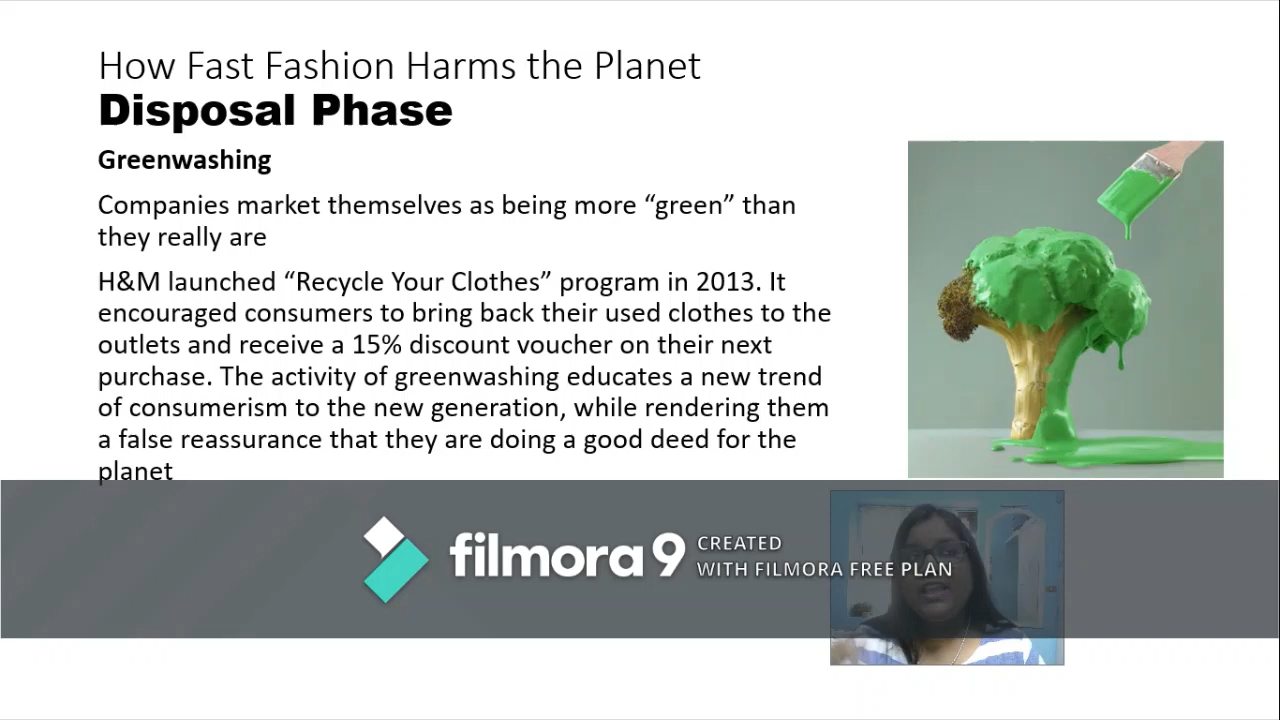 How Fast Fashion Harms the Planet
Disposal Phase
Greenwashing
Companies market themselves as being more “green” than
they really are
H&M launched “Recycle Your Clothes” program in 2013. It
encouraged consumers to bring back their used clothes to the
outlets and receive a 15% discount voucher on their next
purchase. The activity of greenwashing educates a new trend
of consumerism to the new generation, while rendering them
a false reassurance that they are doing a good deed for the
planet
filmora9
CREATED
WITH FILMORA FREE PLAN